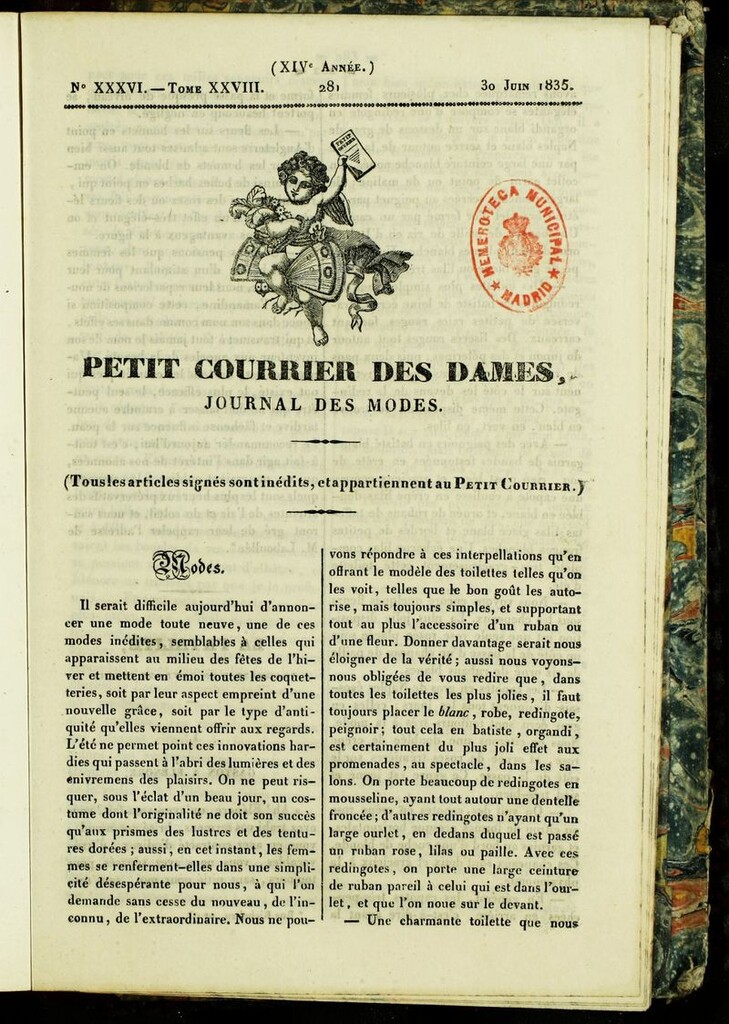 (XIVe Année.)
No XXXVI. — Tome XXVIII. 281 30 Juin 1835.
PETIT
HEMEROTECA MUNICIPAL
★ MADRID ★
PETIT COURRIER DES DAMES,
JOURNAL DES MODES.
(Tous les articles signés sont inédits, et appartiennent au Petit Courrier.)
Modes.
Il serait difficile aujourd'hui d'annon-
cer une mode toute neuve, une de ces
modes inédites, semblables à celles qui
apparaissent au milieu des fêtes de l'hi-
ver et mettent en émoi toutes les coquet-
teries, soit par leur aspect empreint d'une
nouvelle grâce, soit par le type d'anti-
quité qu'elles viennent offrir aux regards.
L'été ne permet point ces innovations har-
dies qui passent à l'abri des lumières et des
enivremens des plaisirs. On ne peut ris-
quer, sous l'éclat d'un beau jour, un cos-
tume dont l'originalité ne doit son succès
qu'aux prismes des lustres et des tentu-
res dorées ; aussi, en cet instant, les fem-
mes se renferment-elles dans une simpli-
cité désespérante pour nous, à qui l'on
demande sans cesse du nouveau, de l'in-
connu, de l'extraordinaire. Nous ne pou-
vons répondre à ces interpellations qu'en
offrant le modèle des toilettes telles qu'on
les voit, telles que le bon goût les auto-
rise, mais toujours simples, et supportant
tout au plus l'accessoire d'un ruban ou
d'une fleur. Donner davantage serait nous
éloigner de la vérité ; aussi nous voyons-
nous obligées de vous redire que, dans
toutes les toilettes les plus jolies, il faut
toujours placer le blanc, robe, redingote,
peignoir ; tout cela en batiste, organdi,
est certainement du plus joli effet aux
promenades, au spectacle, dans les sa-
lons. On porte beaucoup de redingotes en
mousseline, ayant tout autour une dentelle
froncée ; d'autres redingotes n'ayant qu'un
large ourlet, en dedans duquel est passé
un ruban rose, lilas ou paille. Avec ces
redingotes, on porte une large ceinture
de ruban pareil à celui qui est dans l'our-
let, et que l'on noue sur le devant.
— Une charmante toilette que nous